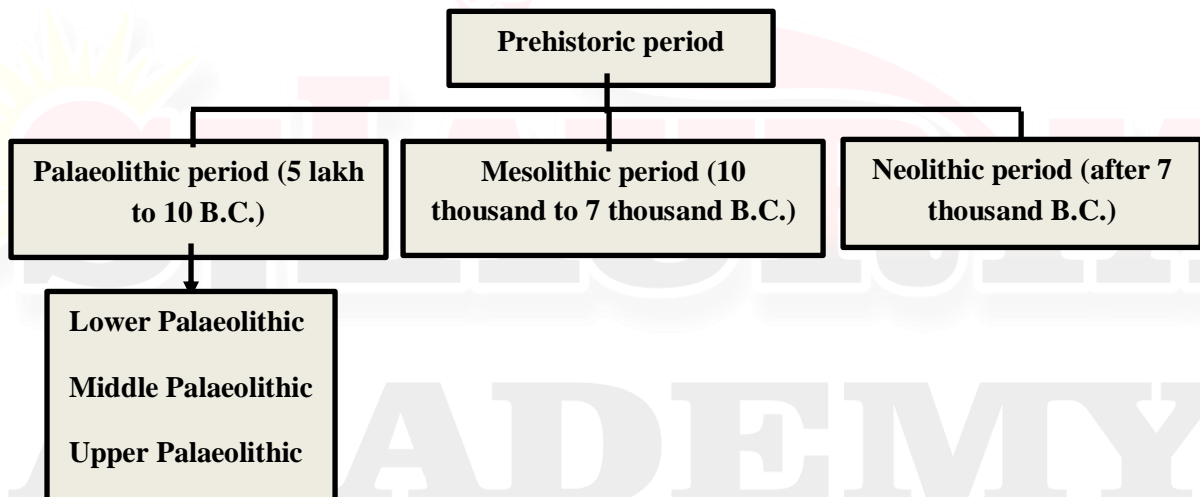 Prehistoric period
Palaeolithic period (5 lakh
to 10 B.C.)
Mesolithic period (10
thousand to 7 thousand B.C.)
Neolithic period (after 7
thousand B.C.)
Lower Palaeolithic
Middle Palaeolithic
Upper Palaeolithic